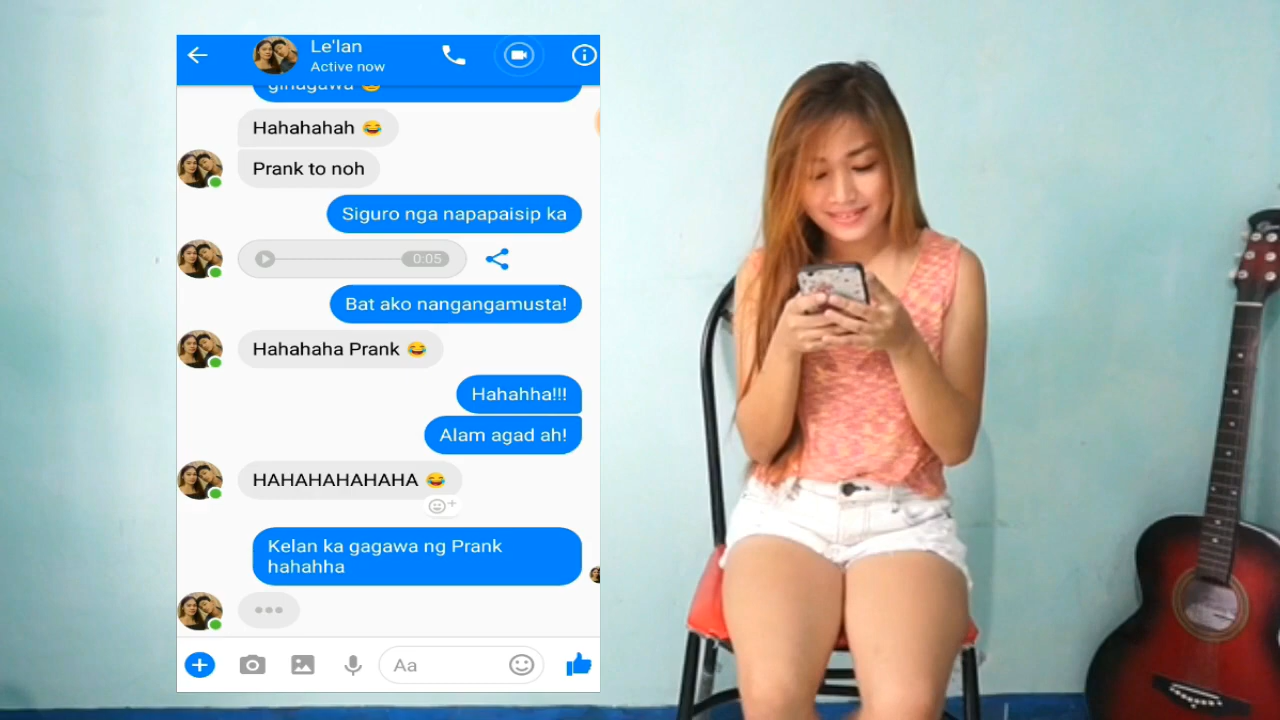 Le'lan
Active now
ginagawa 😔
Hahahahah 😂
Prank to noh
Siguro nga napapaisip ka
0:05
Bat ako nangangamusta!
Hahahaha Prank 😂
Hahahha!!!
Alam agad ah!
HAHAHAHAHAHA 😂
Kelan ka gagawa ng Prank
hahahha
Aa